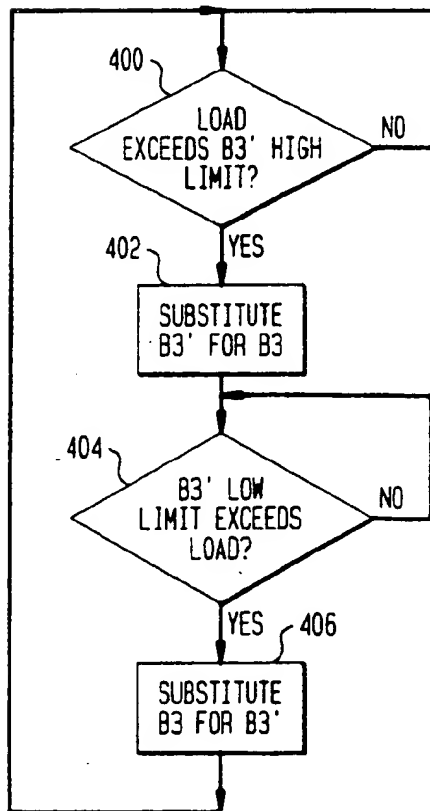 400
LOAD
EXCEEDS B3' HIGH
LIMIT?
NO
YES
402
SUBSTITUTE
B3' FOR B3
404
B3' LOW
LIMIT EXCEEDS
LOAD?
NO
YES
406
SUBSTITUTE
B3 FOR B3'